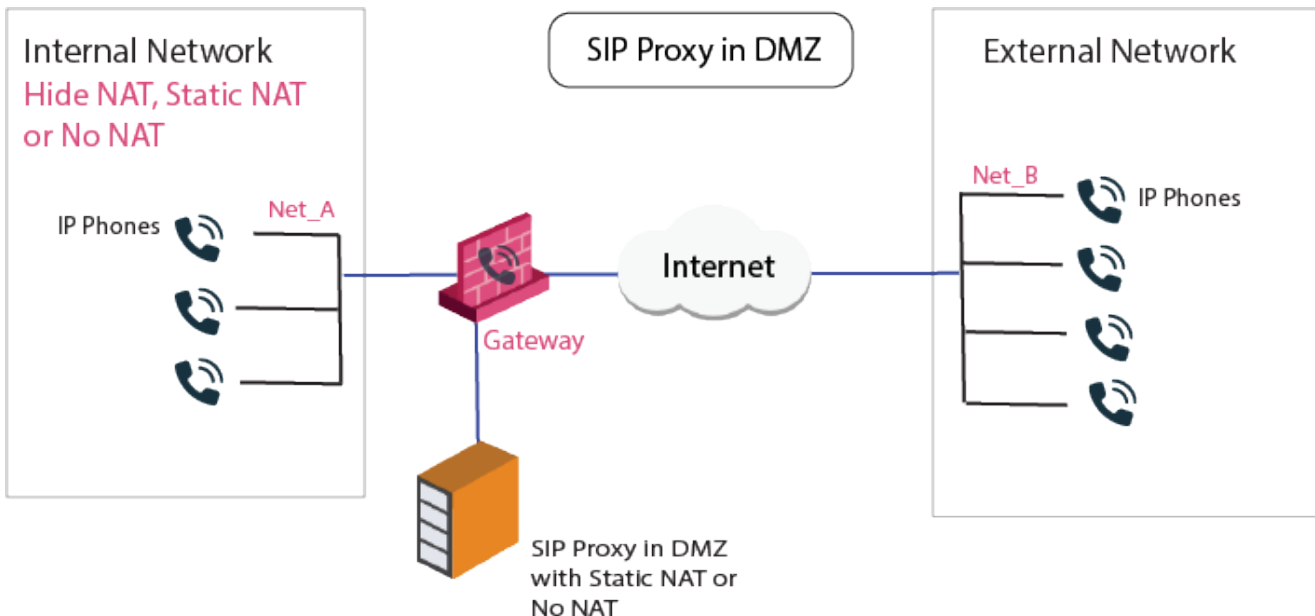 Internal Network
Hide NAT, Static NAT
or No NAT
SIP Proxy in DMZ
External Network
IP Phones
Net_A
Net_B
IP Phones
Internet
Gateway
SIP Proxy in DMZ
with Static NAT or
No NAT